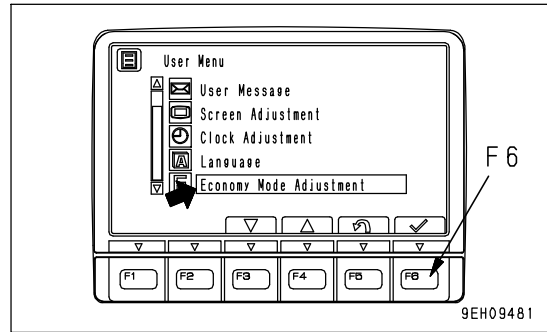 User Menu
User Message
Screen Adjustment
Clock Adjustment
A Language
E Economy Mode Adjustment
F6
F1 F2 F3 F4 F5 F6
9EH09481